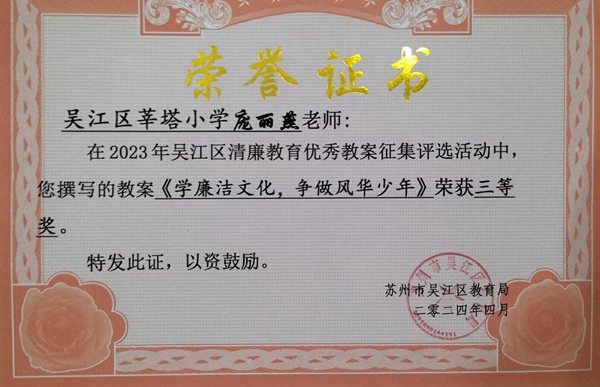 荣誉证书
吴江区莘塔小学庞丽燕老师：
在2023年吴江区清廉教育优秀教案征集评选活动中，
您撰写的教案《学廉洁文化，争做风华少年》荣获三等
奖。
特发此证，以资鼓励。
苏州市吴江区教育局
二零二四年四月